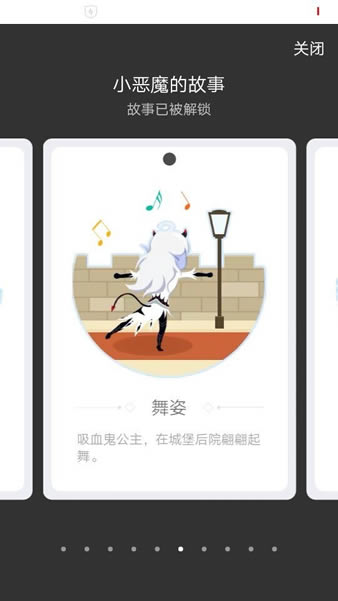 关闭
小恶魔的故事
故事已被解锁
舞姿
吸血鬼公主，在城堡后院翩翩起
舞。